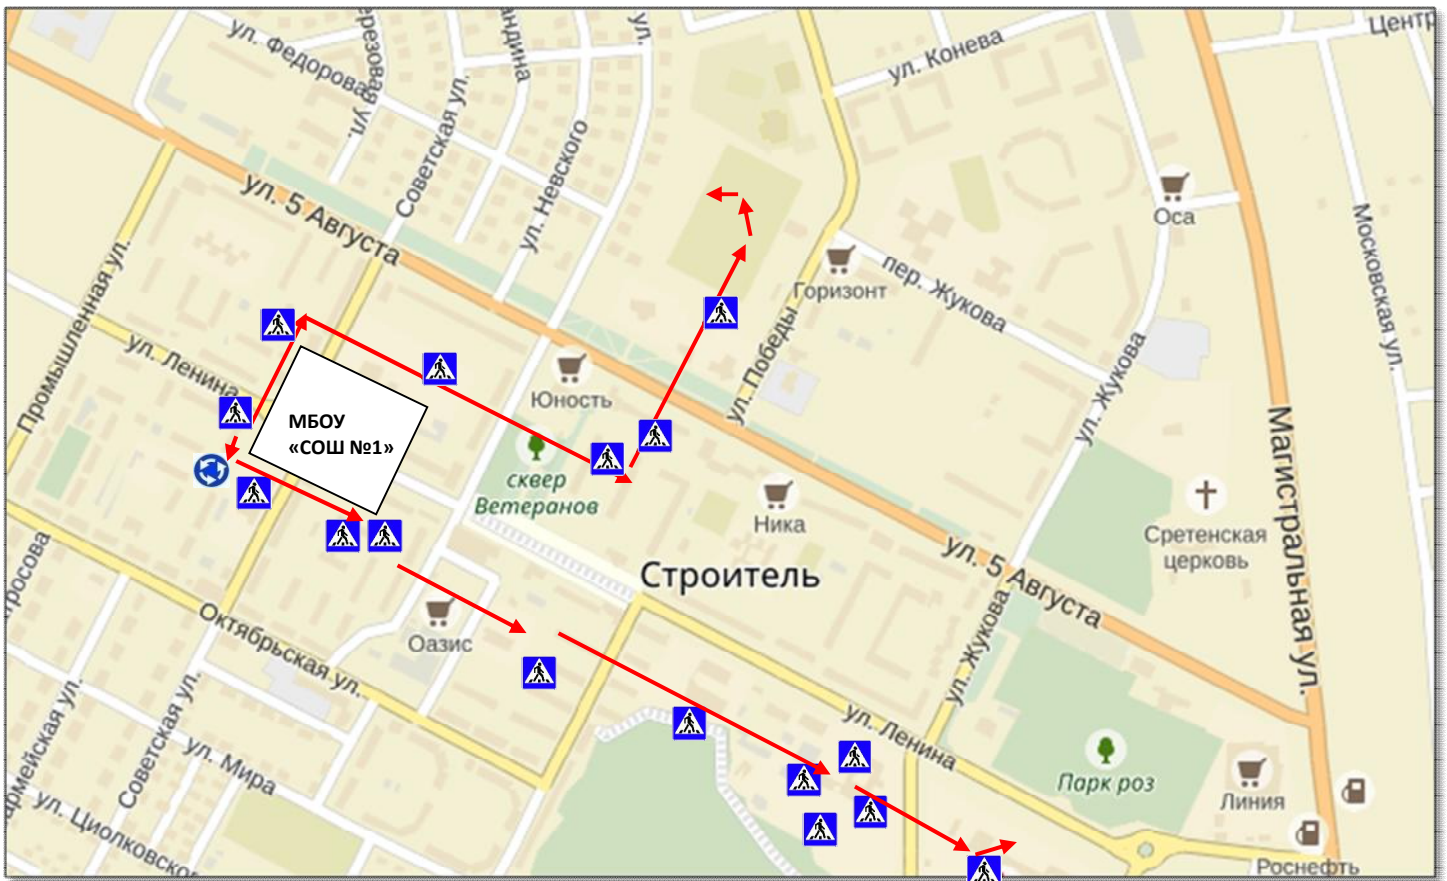 ул. Федорова
Березовая ул.
Советская ул.
ул.
ул. Невского
ул. Конева
Центр
Оса
Московская ул.
ул. 5 Августа
Горизонт
пер. Жукова
Промышленная ул.
ул. Ленина
ул. Победы
ул. Жукова
Юность
МБОУ
«СОШ №1»
сквер
Ветеранов
Ника
Сретенская
церковь
Магистральная ул.
Строитель
ул. 5 Августа
Октябрьская ул.
Оазис
ул. Жукова
ул. Ленина
Парк роз
Линия
Советская ул.
ул. Мира
ул. Циолковско
Роснефть